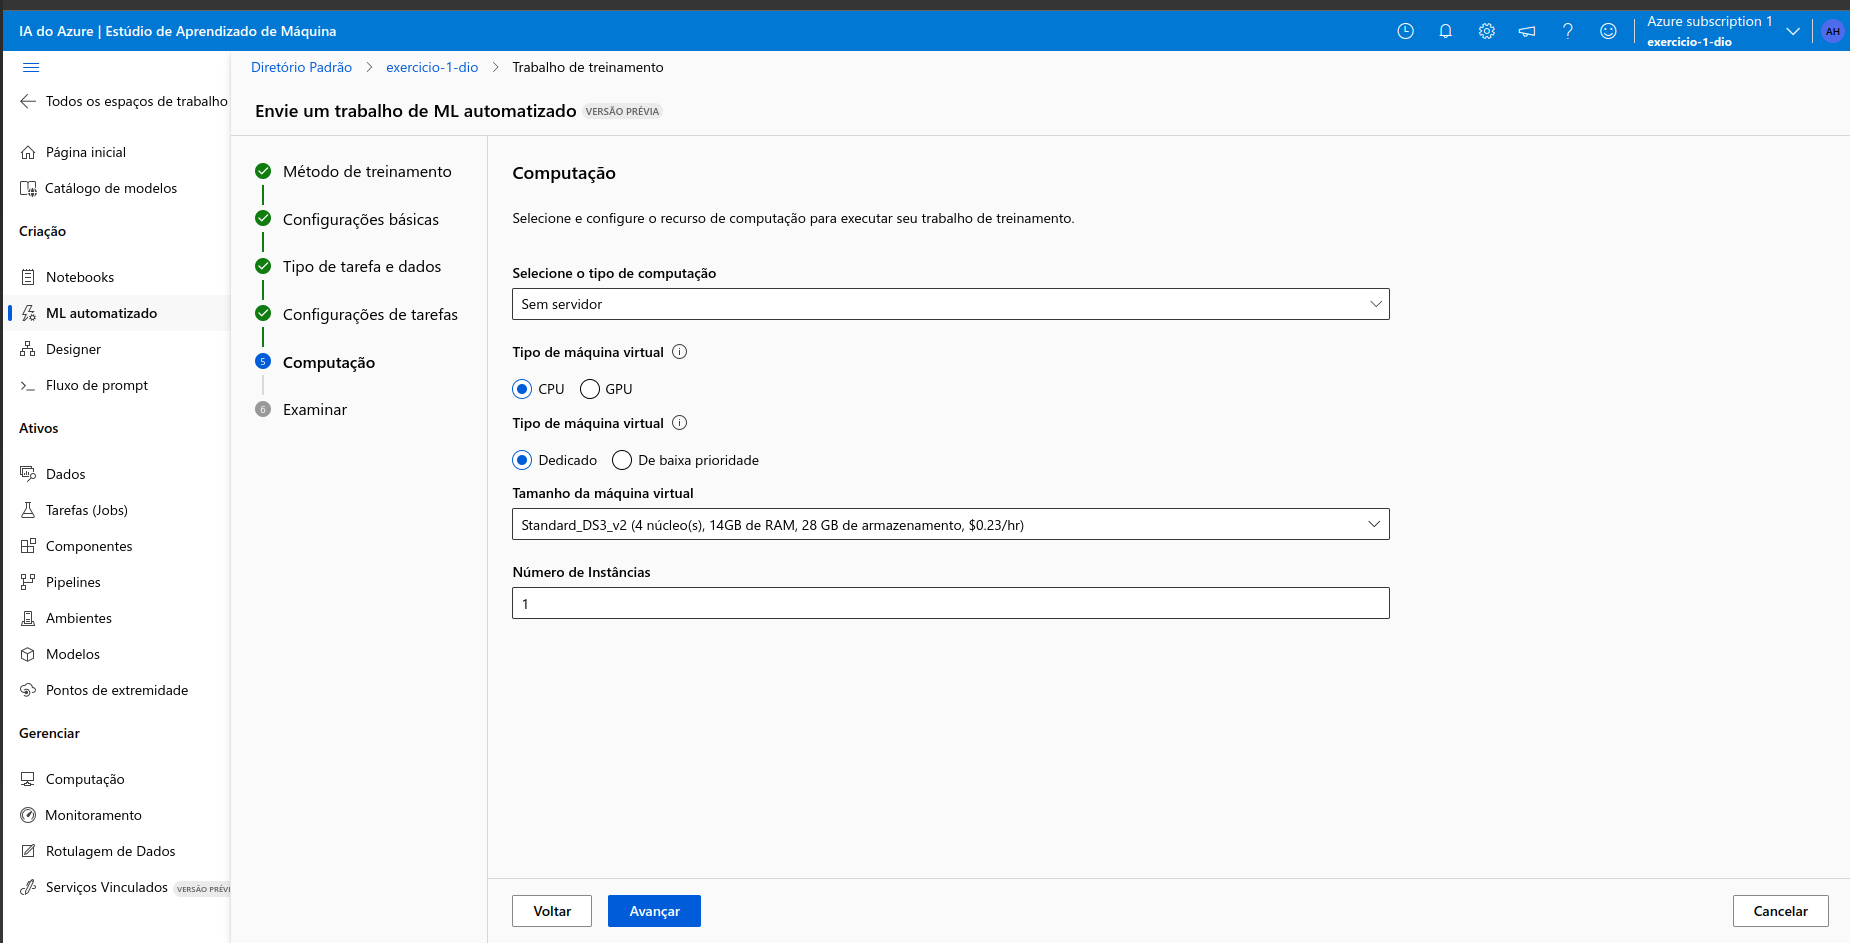 IA do Azure | Estúdio de Aprendizado de Máquina
Azure subscription 1
exercicio-1-dio
AH
Todos os espaços de trabalho
Página inicial
Catálogo de modelos
Criação
Notebooks
ML automatizado
Designer
Fluxo de prompt
Ativos
Dados
Tarefas (Jobs)
Componentes
Pipelines
Ambientes
Modelos
Pontos de extremidade
Gerenciar
Computação
Monitoramento
Rotulagem de Dados
Serviços Vinculados VERSÃO PRÉVI
Diretório Padrão > exercicio-1-dio > Trabalho de treinamento
Envie um trabalho de ML automatizado VERSÃO PRÉVIA
Método de treinamento
Configurações básicas
Tipo de tarefa e dados
Configurações de tarefas
5 Computação
6 Examinar
Computação
Selecione e configure o recurso de computação para executar seu trabalho de treinamento.
Selecione o tipo de computação
Sem servidor
Tipo de máquina virtual
CPU GPU
Tipo de máquina virtual
Dedicado De baixa prioridade
Tamanho da máquina virtual
Standard_DS3_v2 (4 núcleo(s), 14GB de RAM, 28 GB de armazenamento, $0.23/hr)
Número de Instâncias
1
Voltar Avançar Cancelar